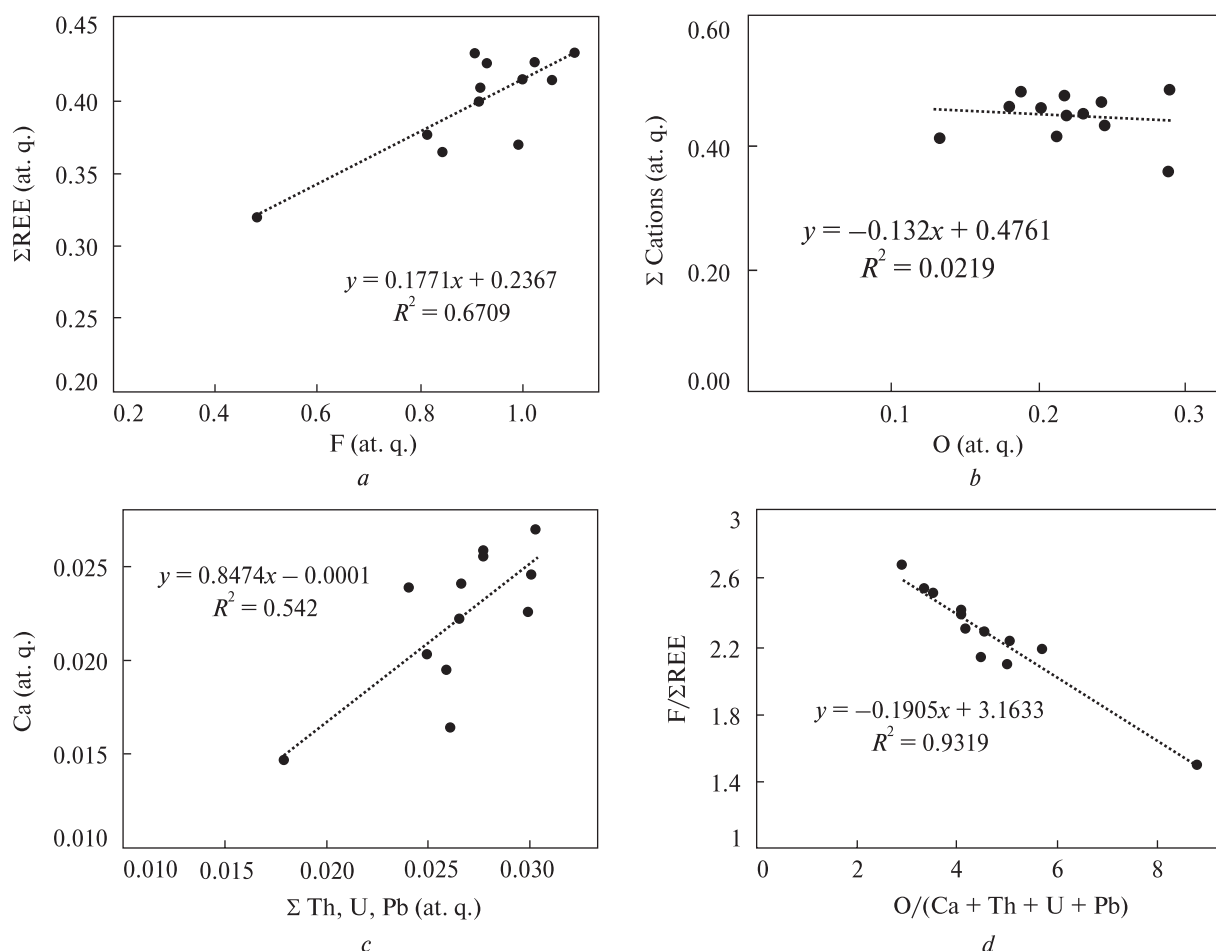 0.45
0.40
0.35
0.30
0.25
0.20
ΣREE (at. q.)
y = 0.1771x + 0.2367
R² = 0.6709
0.2 0.4 0.6 0.8 1.0
F (at. q.)
a
0.60
0.40
0.20
0.00
Σ Cations (at. q.)
y = –0.132x + 0.4761
R² = 0.0219
0.1 0.2 0.3
O (at. q.)
b
0.025
0.020
0.015
0.010
Ca (at. q.)
y = 0.8474x – 0.0001
R² = 0.542
0.010 0.015 0.020 0.025 0.030
Σ Th, U, Pb (at. q.)
c
3
2.6
2.2
1.8
1.4
1
F/ΣREE
y = –0.1905x + 3.1633
R² = 0.9319
0 2 4 6 8
O/(Ca + Th + U + Pb)
d